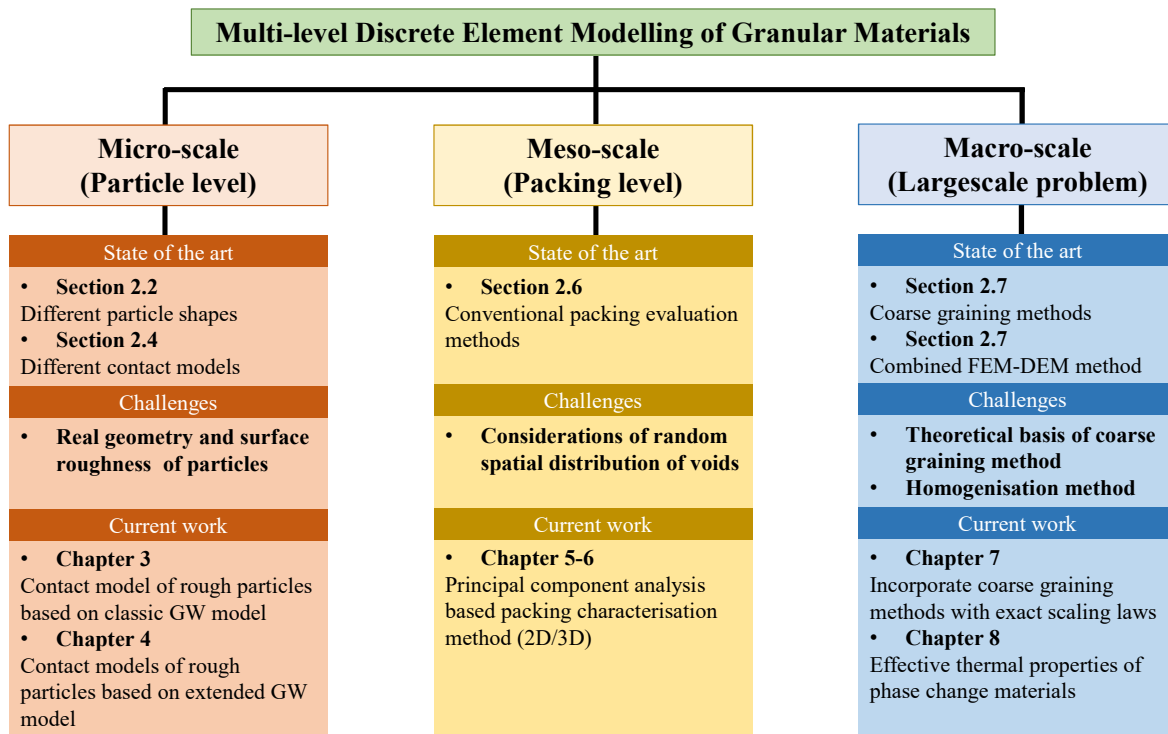 Multi-level Discrete Element Modelling of Granular Materials
Micro-scale
(Particle level)
State of the art
• Section 2.2
Different particle shapes
• Section 2.4
Different contact models
Challenges
• Real geometry and surface
roughness of particles
Current work
• Chapter 3
Contact model of rough particles
based on classic GW model
• Chapter 4
Contact models of rough
particles based on extended GW
model
Meso-scale
(Packing level)
State of the art
• Section 2.6
Conventional packing evaluation
methods
Challenges
• Considerations of random
spatial distribution of voids
Current work
• Chapter 5-6
Principal component analysis
based packing characterisation
method (2D/3D)
Macro-scale
(Largescale problem)
State of the art
• Section 2.7
Coarse graining methods
• Section 2.7
Combined FEM-DEM method
Challenges
• Theoretical basis of coarse
graining method
• Homogenisation method
Current work
• Chapter 7
Incorporate coarse graining
methods with exact scaling laws
• Chapter 8
Effective thermal properties of
phase change materials